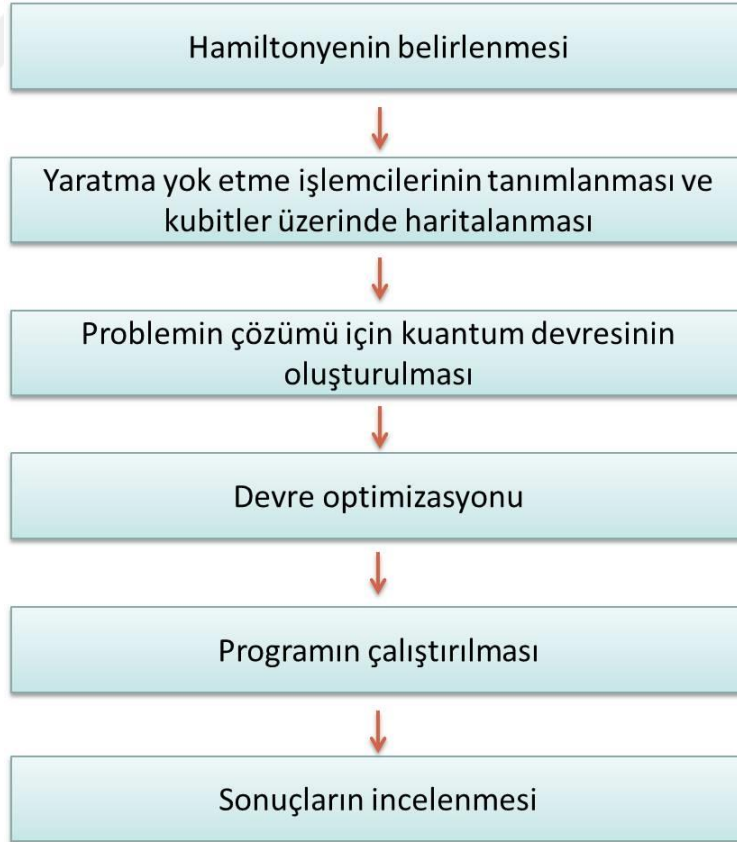 Hamiltonyenin belirlenmesi
Yaratma yok etme işlemcilerinin tanımlanması ve
kubitler üzerinde haritalanması
Problemin çözümü için kuantum devresinin
oluşturulması
Devre optimizasyonu
Programın çalıştırılması
Sonuçların incelenmesi